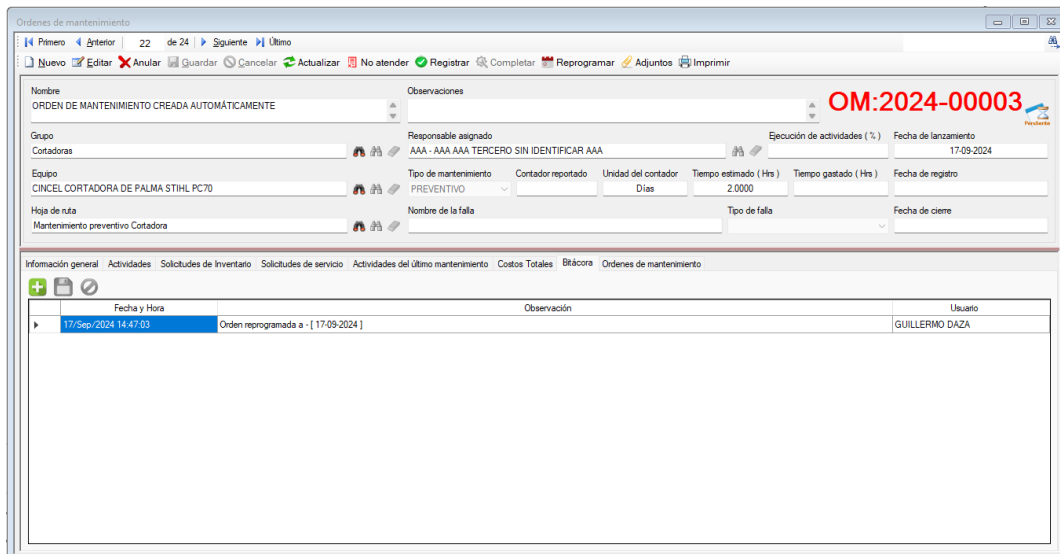 Ordenes de mantenimiento
Primero Anterior 22 de 24 Siguiente Último
Nuevo Editar Anular Guardar Cancelar Actualizar No atender Registrar Completar Reprogramar Adjuntos Imprimir
Nombre Observaciones
ORDEN DE MANTENIMIENTO CREADA AUTOMÁTICAMENTE OM:2024-00003
Pendiente
Grupo Responsable asignado Ejecución de actividades ( % ) Fecha de lanzamiento
Cortadoras AAA - AAA AAA TERCERO SIN IDENTIFICAR AAA 17-09-2024
Equipo Tipo de mantenimiento Contador reportado Unidad del contador Tiempo estimado ( Hrs ) Tiempo gastado ( Hrs ) Fecha de registro
CINCEL CORTADORA DE PALMA STIHL PC70 PREVENTIVO Días 2.0000
Hoja de ruta Nombre de la falla Tipo de falla Fecha de cierre
Mantenimiento preventivo Cortadora
Información general Actividades Solicitudes de Inventario Solicitudes de servicio Actividades del último mantenimiento Costos Totales Bitácora Ordenes de mantenimiento
Fecha y Hora Observación Usuario
17/Sep/2024 14:47:03 Orden reprogramada a - [ 17-09-2024 ] GUILLERMO DAZA